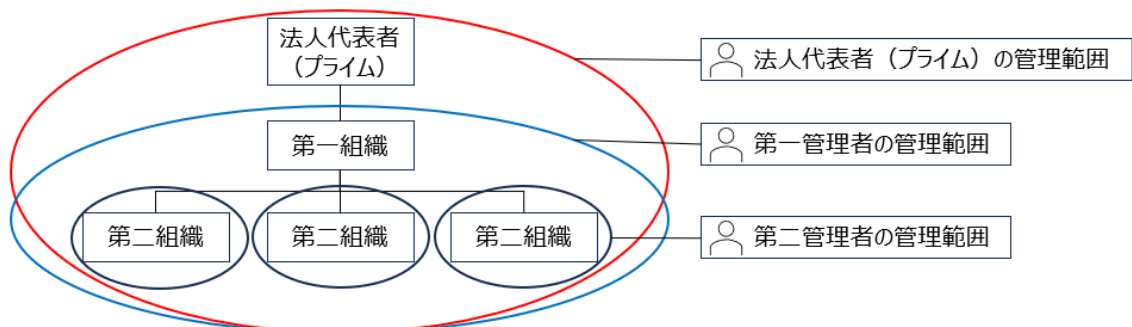 法人代表者
（プライム）
法人代表者（プライム）の管理範囲
第一組織
第一管理者の管理範囲
第二組織
第二組織
第二組織
第二管理者の管理範囲